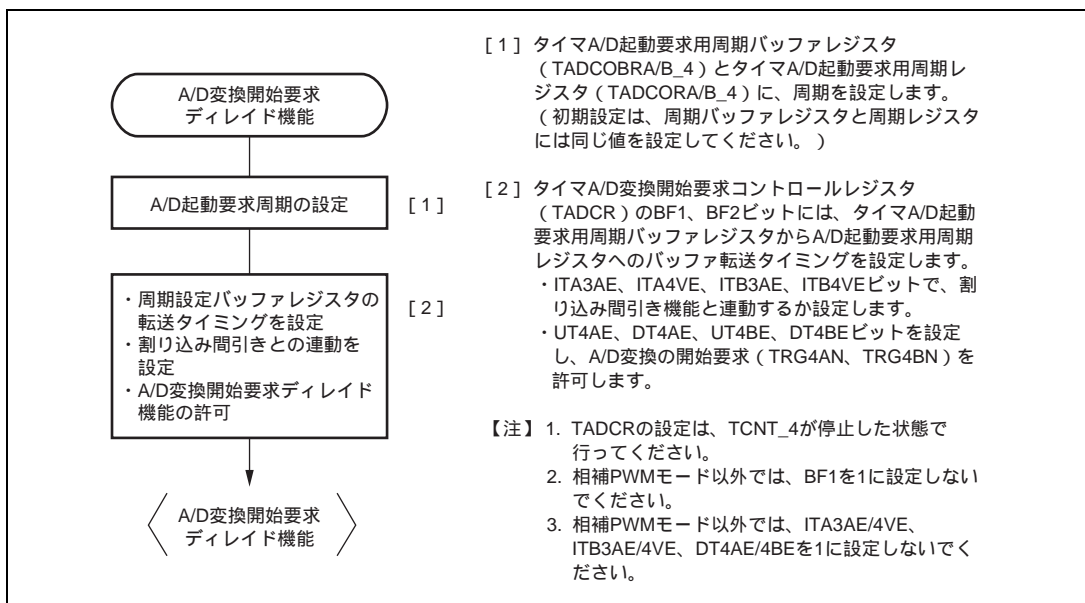 A/D変換開始要求
ディレイド機能
A/D起動要求周期の設定
[1]
・周期設定バッファレジスタの
転送タイミングを設定
・割り込み間引きとの連動を
設定
・A/D変換開始要求ディレイド
機能の許可
[2]
A/D変換開始要求
ディレイド機能
[1] タイマA/D起動要求用周期バッファレジスタ
(TADCOBRA/B_4)とタイマA/D起動要求用周期レ
ジスタ(TADCORA/B_4)に、周期を設定します。
(初期設定は、周期バッファレジスタと周期レジスタ
には同じ値を設定してください。)
[2] タイマA/D変換開始要求コントロールレジスタ
(TADCR)のBF1、BF2ビットには、タイマA/D起動
要求用周期バッファレジスタからA/D起動要求用周期
レジスタへのバッファ転送タイミングを設定します。
・ITA3AE、ITA4VE、ITB3AE、ITB4VEビットで、割
り込み間引き機能と連動するか設定します。
・UT4AE、DT4AE、UT4BE、DT4BEビットを設定
し、A/D変換の開始要求(TRG4AN、TRG4BN)を
許可します。
【注】1. TADCRの設定は、TCNT_4が停止した状態で
行ってください。
2. 相補PWMモード以外では、BF1を1に設定しない
でください。
3. 相補PWMモード以外では、ITA3AE/4VE、
ITB3AE/4VE、DT4AE/4BEを1に設定しないでく
ださい。